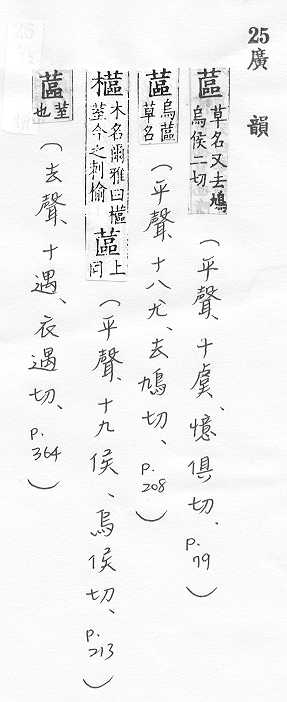 25廣韻
蓲 草名又去鳩烏侯二切
(平聲、十虞、憶俱切、p.79)
蓲 烏蓲草名
(平聲、十八尤、去鳩切、p.208)
櫙 木名爾雅曰櫙荎今之刺榆 蓲 上同
(平聲、十九侯、烏侯切、p.213)
蓲 荎也
(去聲、十遇、衣遇切、p.364)